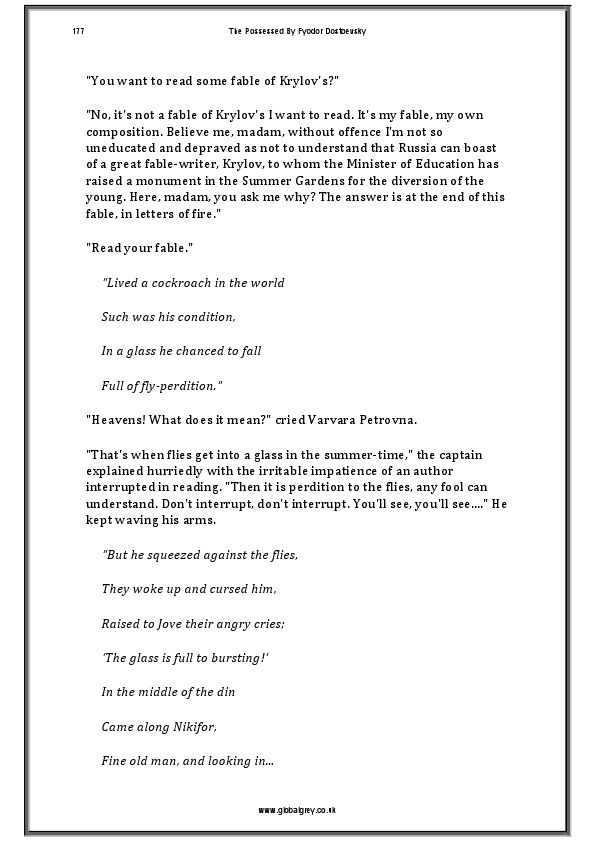 177
The Possessed By Fyodor Dostoevsky
"You want to read some fable of Krylov's?"
"No, it's not a fable of Krylov's I want to read. It's my fable, my own
composition. Believe me, madam, without offence I'm not so
uneducated and depraved as not to understand that Russia can boast
of a great fable-writer, Krylov, to whom the Minister of Education has
raised a monument in the Summer Gardens for the diversion of the
young. Here, madam, you ask me why? The answer is at the end of this
fable, in letters of fire."
"Read your fable."
"Lived a cockroach in the world
Such was his condition,
In a glass he chanced to fall
Full of fly-perdition."
"Heavens! What does it mean?" cried Varvara Petrovna.
"That's when flies get into a glass in the summer-time," the captain
explained hurriedly with the irritable impatience of an author
interrupted in reading. "Then it is perdition to the flies, any fool can
understand. Don't interrupt, don't interrupt. You'll see, you'll see...." He
kept waving his arms.
"But he squeezed against the flies,
They woke up and cursed him,
Raised to Jove their angry cries;
'The glass is full to bursting!'
In the middle of the din
Came along Nikifor,
Fine old man, and looking in...
www.globalgrey.co.uk